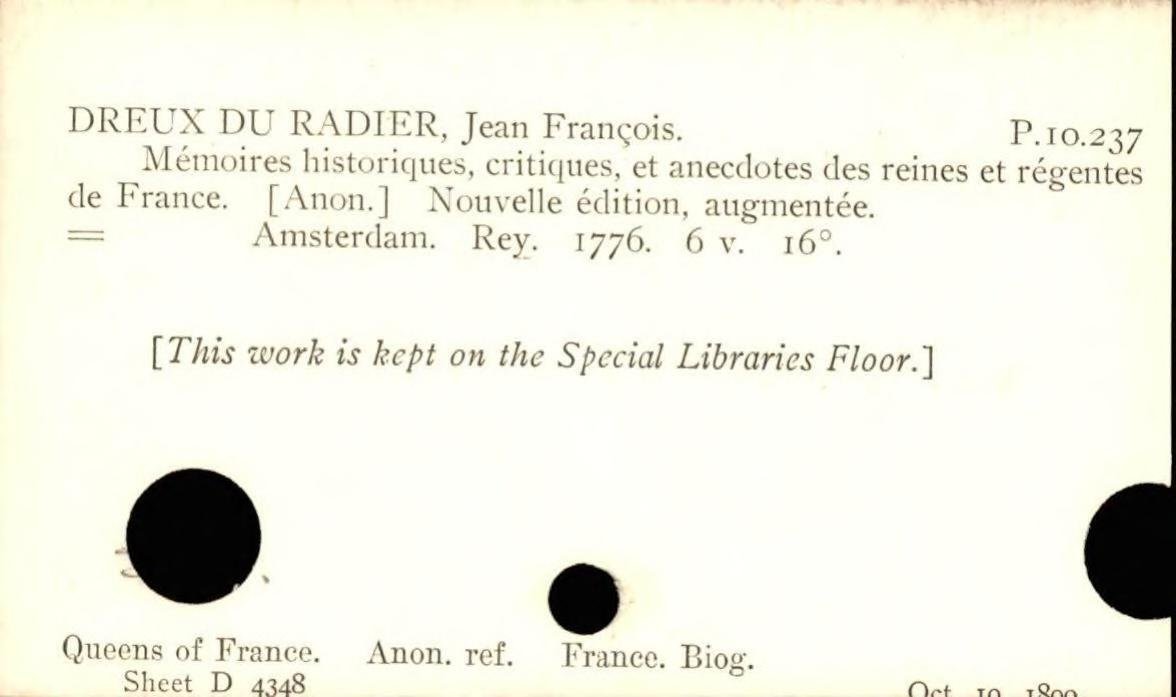 DREUX DU RADIER, Jean François. P.10.237
Mémoires historiques, critiques, et anecdotes des reines et régentes
de France. [Anon.] Nouvelle édition, augmentée.
= Amsterdam. Rey. 1776. 6 v. 16°.
[This work is kept on the Special Libraries Floor.]
Queens of France. Anon. ref. France. Biog.
Sheet D 4348 Oct. 10